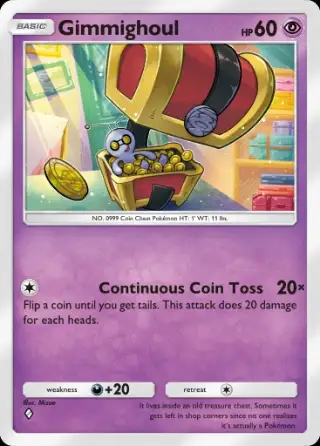 BASIC Gimmighoul HP60
NO. 0999 Coin Chest Pokémon HT: 1' WT: 11 lbs.
Continuous Coin Toss 20×
Flip a coin until you get tails. This attack does 20 damage
for each heads.
weakness +20 retreat
Illus. Mizue
It lives inside an old treasure chest. Sometimes it
gets left in shop corners since no one realizes
it's actually a Pokémon.